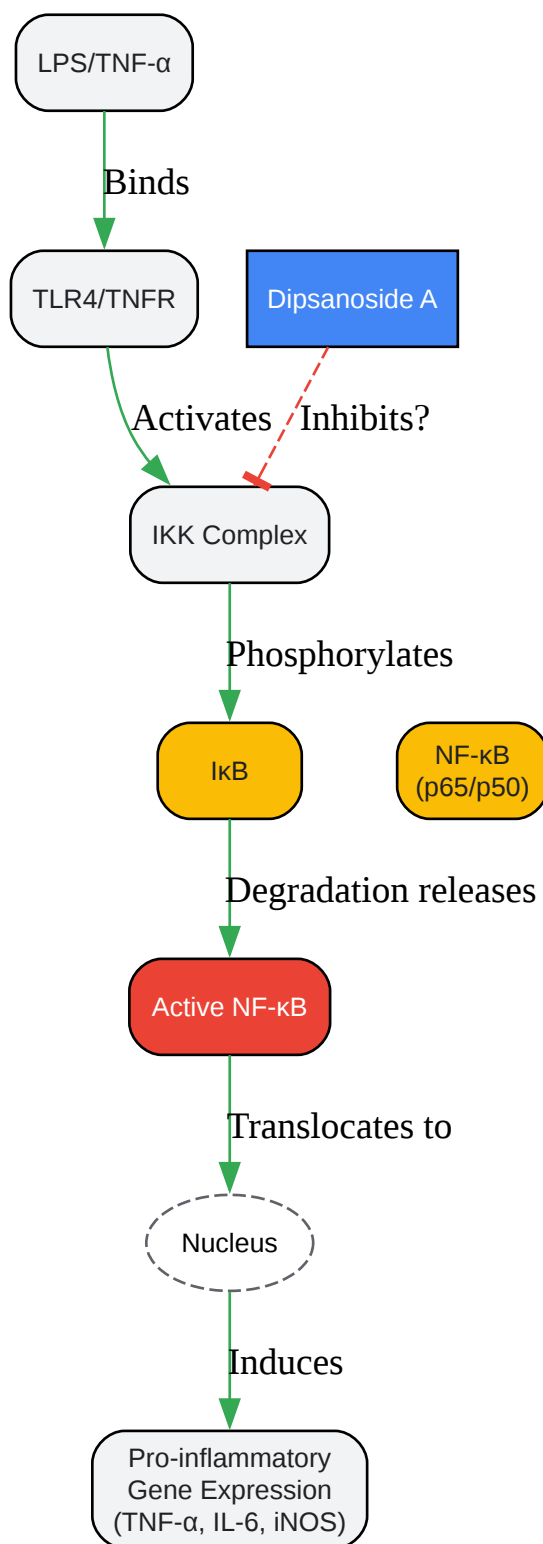 LPS/TNF-α
Binds
TLR4/TNFR
Dipsanoside A
Activates
Inhibits?
IKK Complex
Phosphorylates
IκB
NF-κB
(p65/p50)
Degradation releases
Active NF-κB
Translocates to
Nucleus
Induces
Pro-inflammatory
Gene Expression
(TNF-α, IL-6, iNOS)